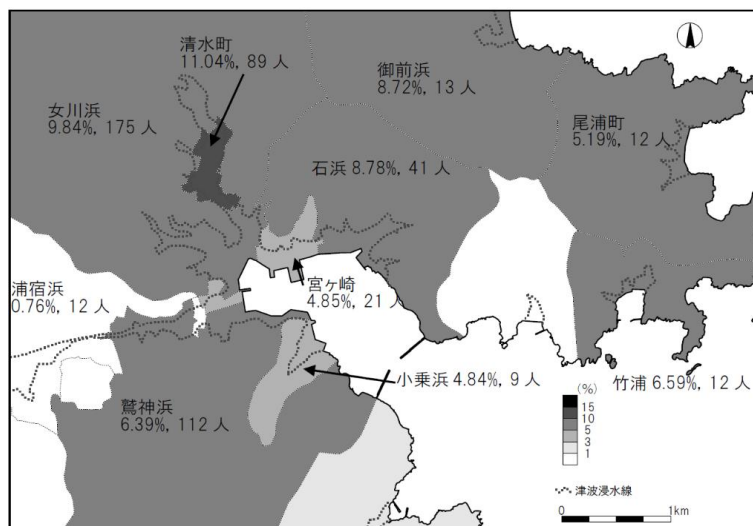 清水町
11.04%, 89 人
御前浜
8.72%, 13 人
女川浜
9.84%, 175 人
尾浦町
5.19%, 12 人
石浜 8.78%, 41 人
宮ヶ崎
4.85%, 21 人
浦宿浜
0.76%, 12 人
小乗浜 4.84%, 9 人
竹浦 6.59%, 12 人
鷲神浜
6.39%, 112 人
(%)
15
10
5
3
1
津波浸水線
0 1km